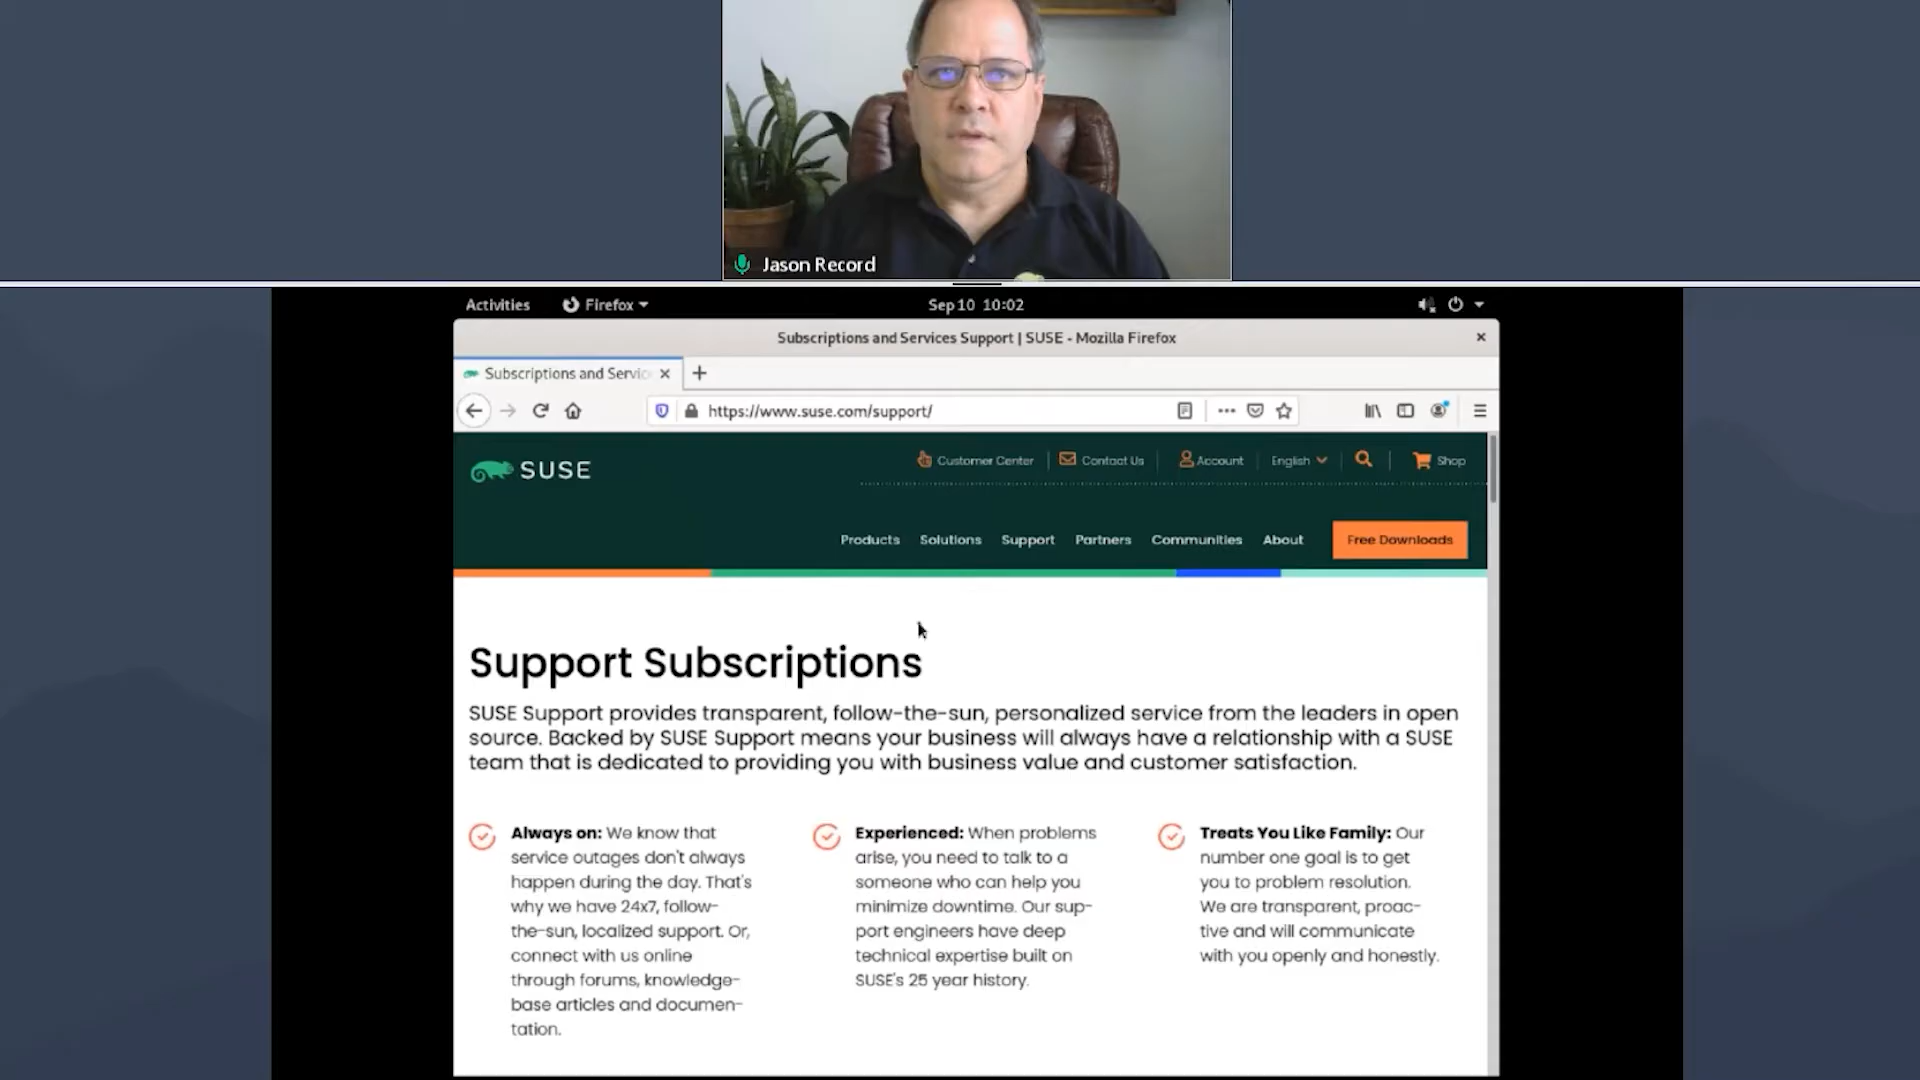 Jason Record
Activities Firefox Sep 10 10:02
Subscriptions and Services Support | SUSE - Mozilla Firefox
Subscriptions and Servic
https://www.suse.com/support/
SUSE Customer Center Contact Us Account English Shop
Products Solutions Support Partners Communities About Free Downloads
Support Subscriptions
SUSE Support provides transparent, follow-the-sun, personalized service from the leaders in open
source. Backed by SUSE Support means your business will always have a relationship with a SUSE
team that is dedicated to providing you with business value and customer satisfaction.
Always on: We know that
service outages don't always
happen during the day. That's
why we have 24x7, follow-
the-sun, localized support. Or,
connect with us online
through forums, knowledge-
base articles and documen-
tation.
Experienced: When problems
arise, you need to talk to a
someone who can help you
minimize downtime. Our sup-
port engineers have deep
technical expertise built on
SUSE's 25 year history.
Treats You Like Family: Our
number one goal is to get
you to problem resolution.
We are transparent, proac-
tive and will communicate
with you openly and honestly.